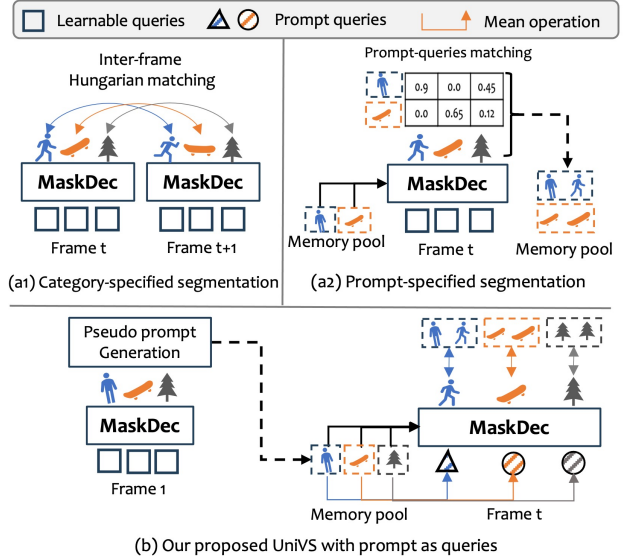 Learnable queries Prompt queries Mean operation
Inter-frame
Hungarian matching
MaskDec MaskDec
Frame t Frame t+1
(a1) Category-specified segmentation
Prompt-queries matching
0.9 0.0 0.45
0.0 0.65 0.12
MaskDec
Memory pool Frame t Memory pool
(a2) Prompt-specified segmentation
Pseudo prompt
Generation
MaskDec
Frame 1
MaskDec
Memory pool Frame t
(b) Our proposed UniVS with prompt as queries